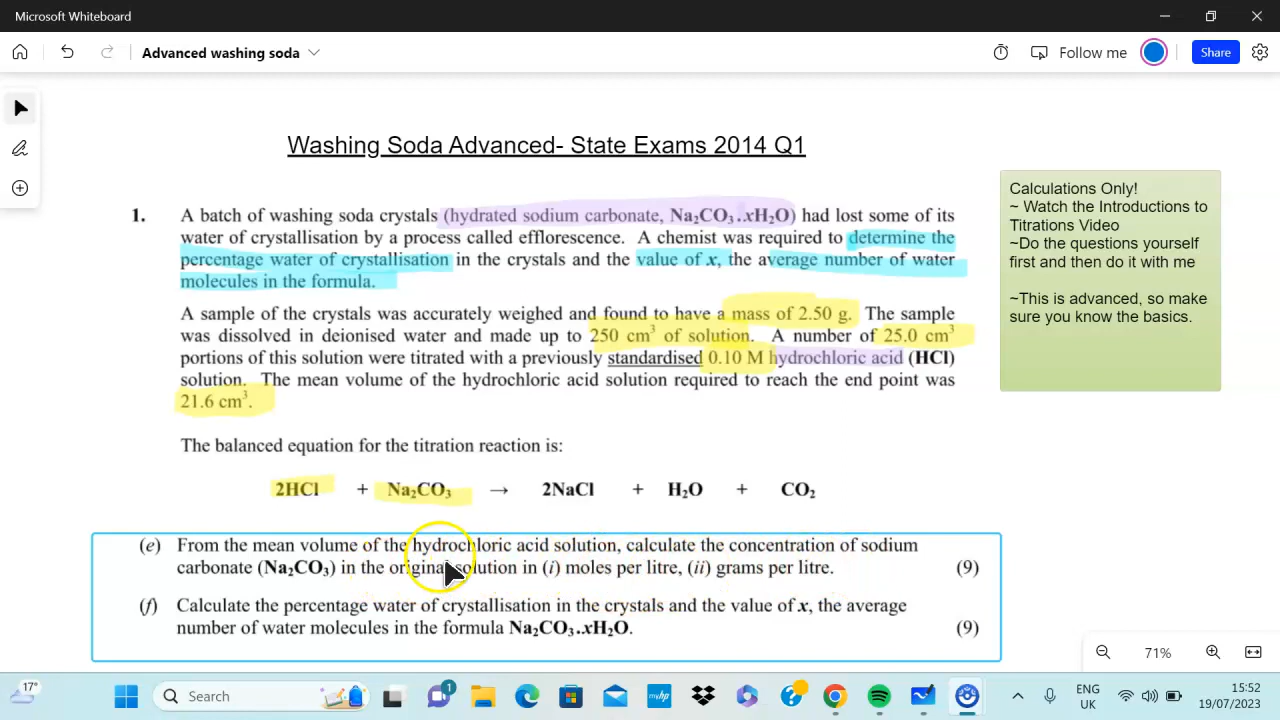 Microsoft Whiteboard
Advanced washing soda
Follow me
Share
Washing Soda Advanced- State Exams 2014 Q1
1. A batch of washing soda crystals (hydrated sodium carbonate, Na₂CO₃.xH₂O) had lost some of its
water of crystallisation by a process called efflorescence. A chemist was required to determine the
percentage water of crystallisation in the crystals and the value of x, the average number of water
molecules in the formula.
A sample of the crystals was accurately weighed and found to have a mass of 2.50 g. The sample
was dissolved in deionised water and made up to 250 cm³ of solution. A number of 25.0 cm³
portions of this solution were titrated with a previously standardised 0.10 M hydrochloric acid (HCl)
solution. The mean volume of the hydrochloric acid solution required to reach the end point was
21.6 cm³.
The balanced equation for the titration reaction is:
2HCl + Na₂CO₃ → 2NaCl + H₂O + CO₂
(e) From the mean volume of the hydrochloric acid solution, calculate the concentration of sodium
carbonate (Na₂CO₃) in the original solution in (i) moles per litre, (ii) grams per litre. (9)
(f) Calculate the percentage water of crystallisation in the crystals and the value of x, the average
number of water molecules in the formula Na₂CO₃.xH₂O. (9)
Calculations Only!
~ Watch the Introductions to
Titrations Video
~Do the questions yourself
first and then do it with me
~This is advanced, so make
sure you know the basics.
71%
17°
Search
1
myhp
ENG
UK
15:52
19/07/2023